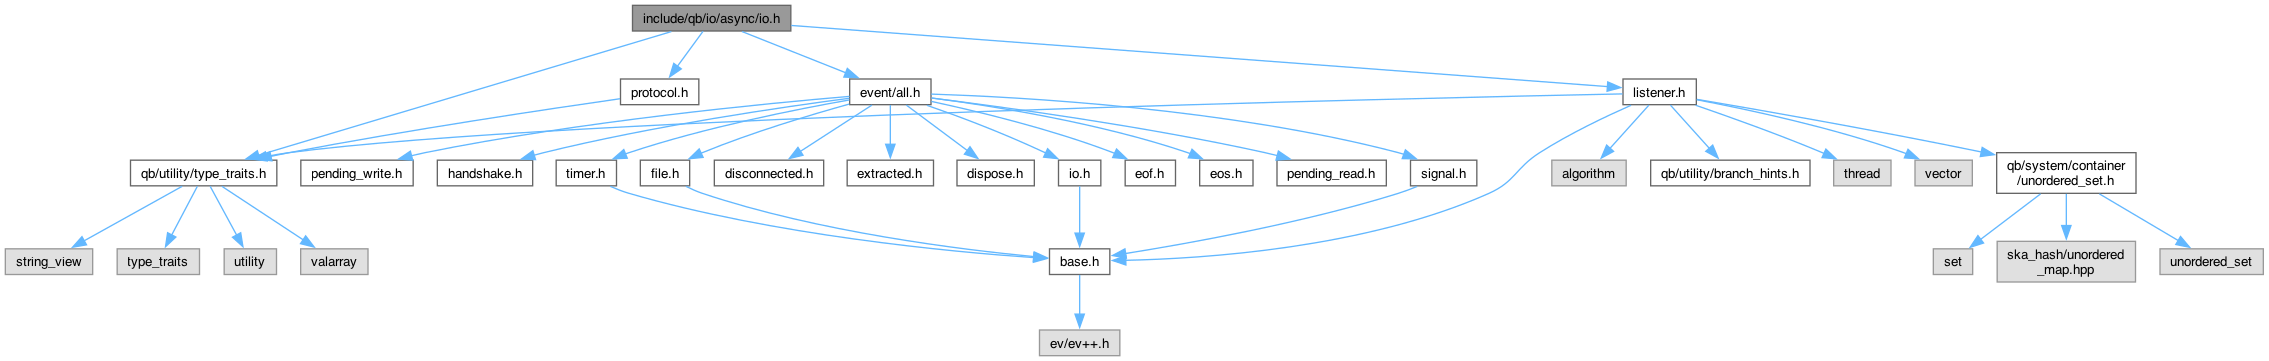 include/qb/io/async/io.h
protocol.h
event/all.h
listener.h
qb/utility/type_traits.h
pending_write.h
handshake.h
timer.h
file.h
disconnected.h
extracted.h
dispose.h
io.h
eof.h
eos.h
pending_read.h
signal.h
algorithm
qb/utility/branch_hints.h
thread
vector
qb/system/container
/unordered_set.h
string_view
type_traits
utility
valarray
base.h
set
ska_hash/unordered
_map.hpp
unordered_set
ev/ev++.h